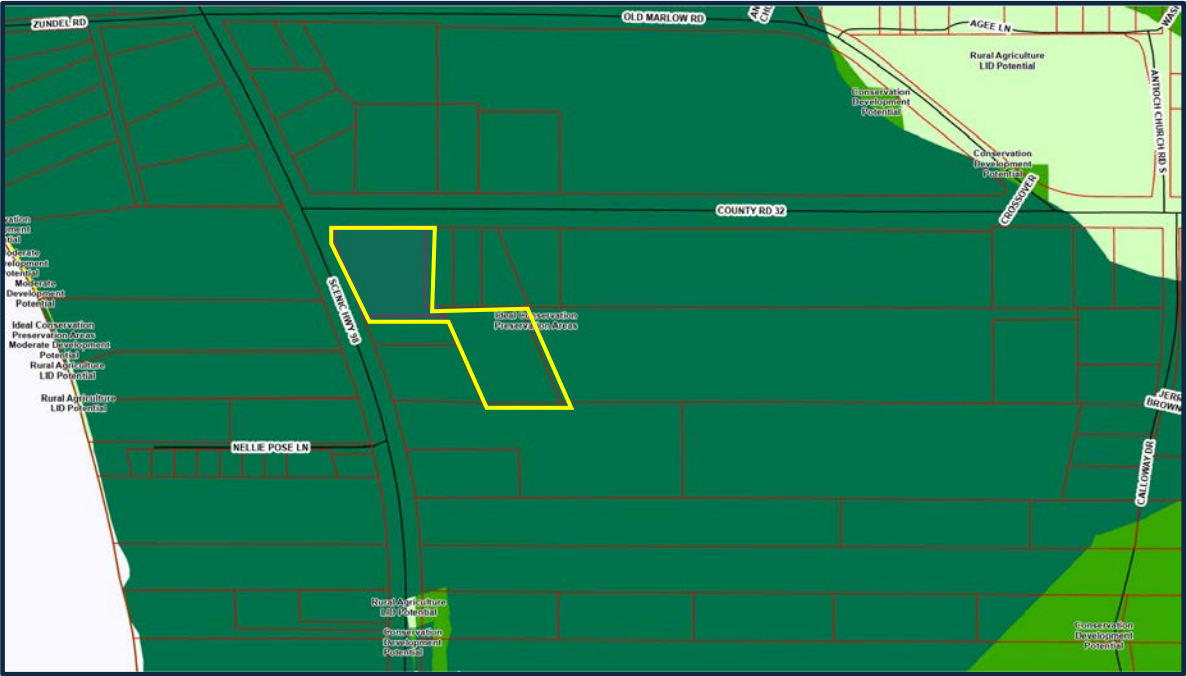 ZUNDEL RD
OLD MARLOW RD
AGEE LN
Rural Agriculture
LID Potential
ANTIOCH CHURCH RD S
Conservation
Development
Potential
Conservation
Development
Potential
CROSSOVER
COUNTY RD 32
SCENIC HWY 98
Moderate
Development
Potential
Ideal Conservation
Preservation Areas
Ideal Conservation
Preservation Areas
Moderate Development
Potential
Rural Agriculture
LID Potential
Rural Agriculture
LID Potential
NELLIE POSE LN
BROWN
CALLOWAY DR
Rural Agriculture
LID Potential
Conservation
Development
Potential
Conservation
Development
Potential